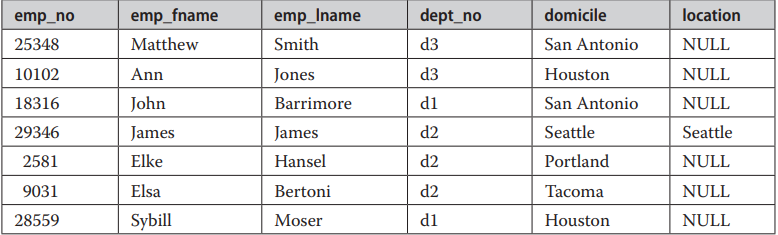 emp_no emp_fname emp_lname dept_no domicile location
25348 Matthew Smith d3 San Antonio NULL
10102 Ann Jones d3 Houston NULL
18316 John Barrimore d1 San Antonio NULL
29346 James James d2 Seattle Seattle
2581 Elke Hansel d2 Portland NULL
9031 Elsa Bertoni d2 Tacoma NULL
28559 Sybill Moser d1 Houston NULL